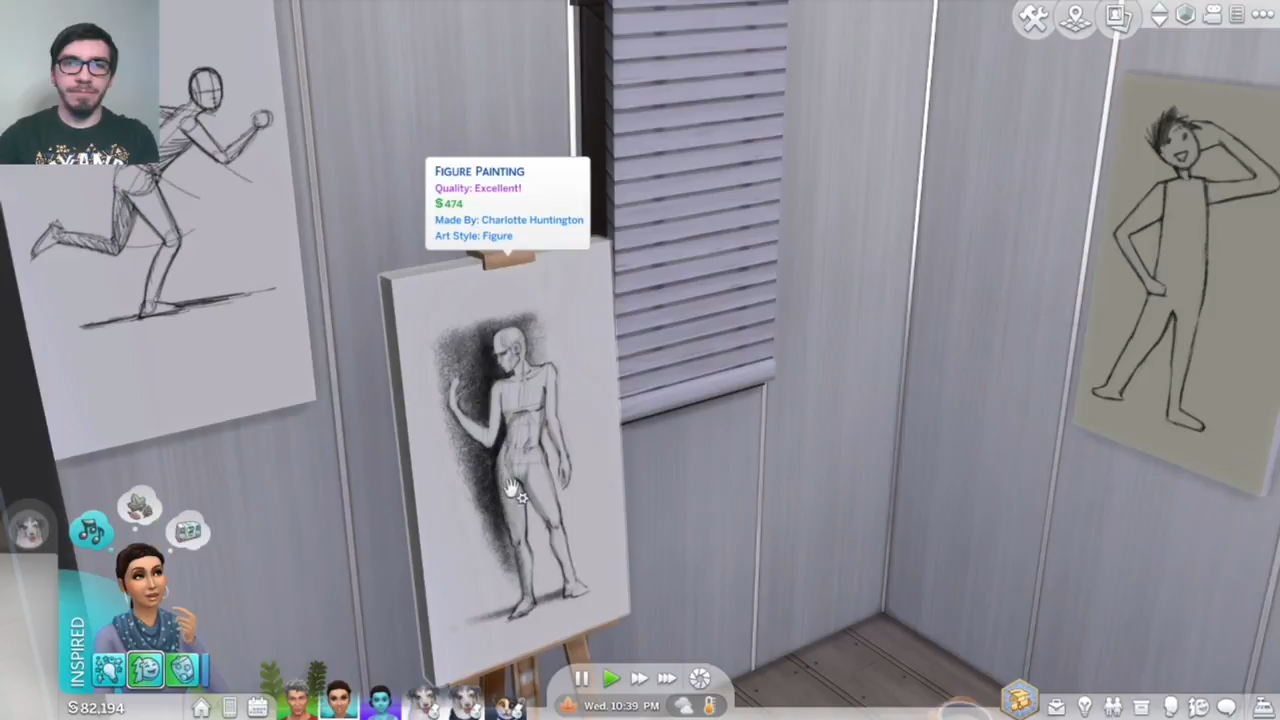 FIGURE PAINTING
Quality: Excellent!
$474
Made By: Charlotte Huntington
Art Style: Figure
INSPIRED
$82,194
Wed. 10:39 PM